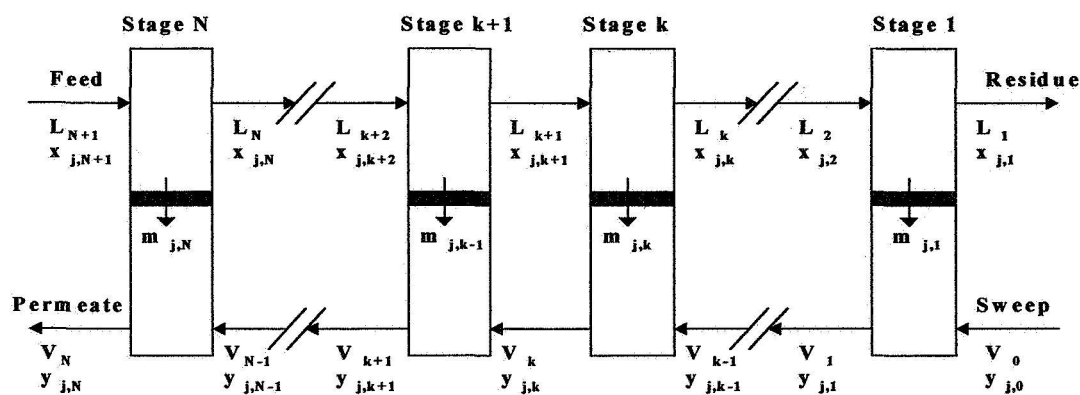 Stage N Stage k+1 Stage k Stage 1
Feed Residue
L N+1 L N L k+2 L k+1 L k L 2 L 1
x j,N+1 x j,N x j,k+2 x j,k+1 x j,k x j,2 x j,1
m j,N m j,k-1 m j,k m j,1
Permeate Sweep
V N V N-1 V k+1 V k V k-1 V 1 V 0
y j,N y j,N-1 y j,k+1 y j,k y j,k-1 y j,1 y j,0